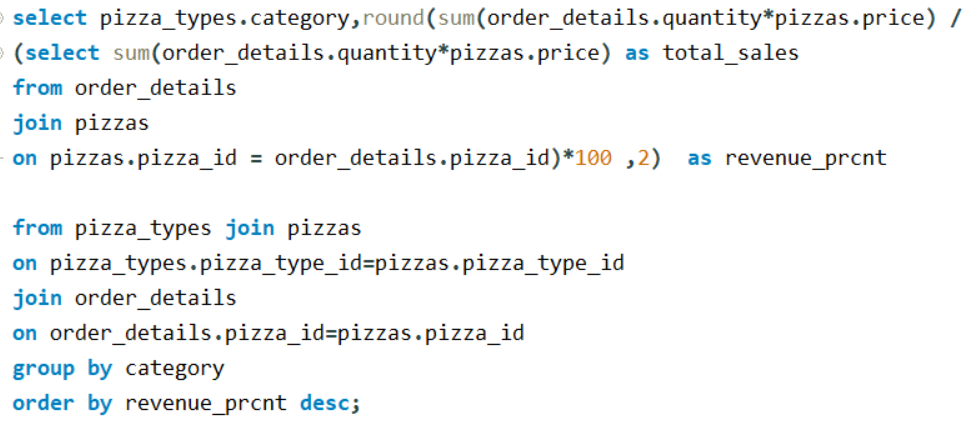 select pizza_types.category,round(sum(order_details.quantity*pizzas.price) /
(select sum(order_details.quantity*pizzas.price) as total_sales
from order_details
join pizzas
on pizzas.pizza_id = order_details.pizza_id)*100 ,2)  as revenue_prcnt
from pizza_types join pizzas
on pizza_types.pizza_type_id=pizzas.pizza_type_id
join order_details
on order_details.pizza_id=pizzas.pizza_id
group by category
order by revenue_prcnt desc;